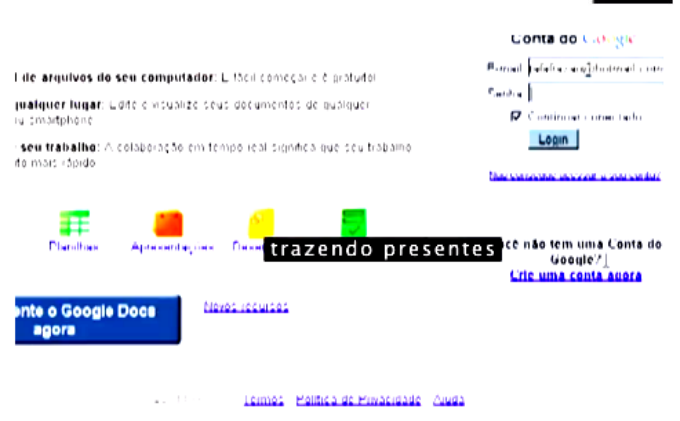 Conta do Google
de arquivos do seu computador: É fácil começar e é gratuito!
E-mail
qualquer lugar: Edite e visualize seus documentos de qualquer
smartphone
Senha
Continuar conectado
seu trabalho: A colaboração em tempo real significa que seu trabalho
mais rápido
Login
Planilhas Apresentações
trazendo presentes
cê não tem uma Conta do
Google?
Crie uma conta agora
ente o Google Docs
agora
Novos recursos
Termos Política de Privacidade Ajuda